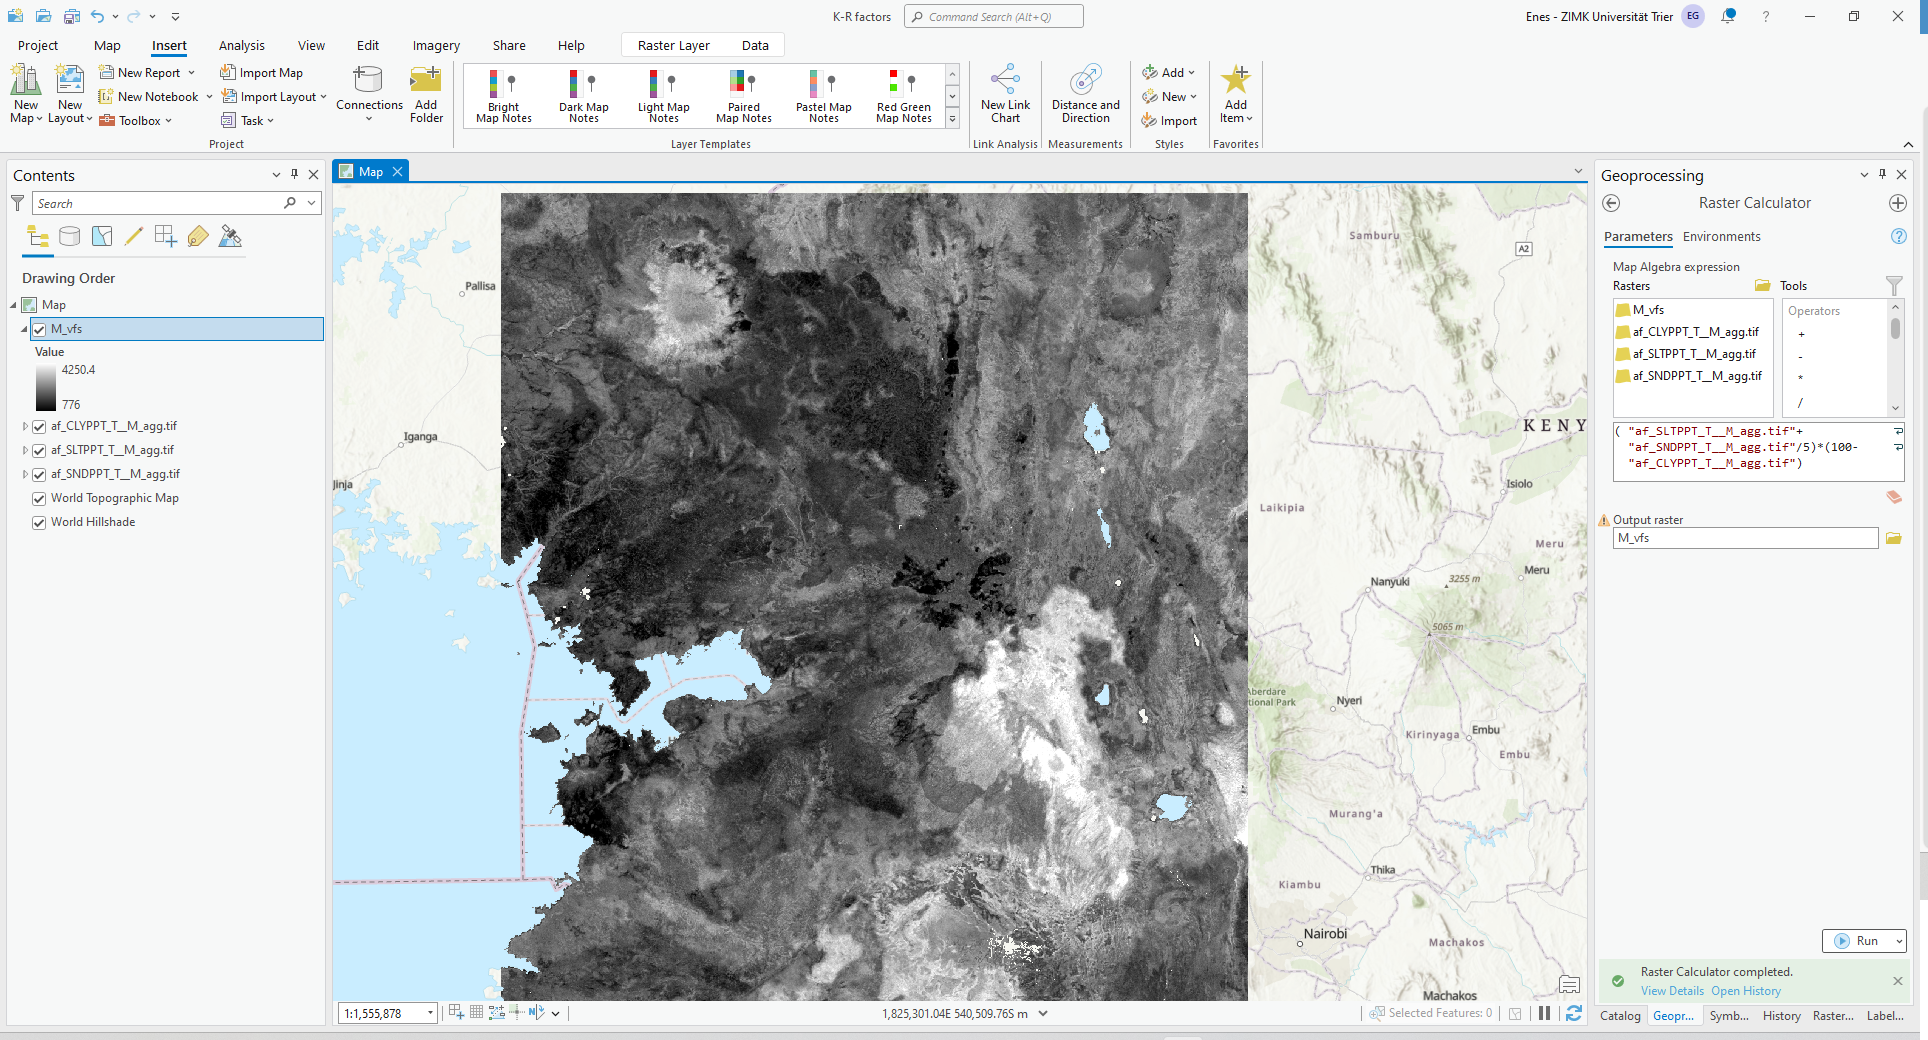 K-R factors
Command Search (Alt+Q)
Enes - ZIMK Universität Trier
EG
?
Project
Map
Insert
Analysis
View
Edit
Imagery
Share
Help
Raster Layer
Data
New Map
New Layout
New Report
New Notebook
Toolbox
Import Map
Import Layout
Task
Connections
Add Folder
Project
Bright Map Notes
Dark Map Notes
Light Map Notes
Paired Map Notes
Pastel Map Notes
Red Green Map Notes
Layer Templates
New Link Chart
Link Analysis
Distance and Direction
Measurements
Add
New
Import
Styles
Add Item
Favorites
Contents
Search
Drawing Order
Map
M_vfs
Value
4250.4
776
af_CLYPPT_T__M_agg.tif
af_SLTPPT_T__M_agg.tif
af_SNDPPT_T__M_agg.tif
World Topographic Map
World Hillshade
Map
Pallisa
Iganga
Jinja
Samburu
A2
KENY
Isiolo
Laikipia
Meru
Meru
Nanyuki
3255 m
5065 m
Aberdare
tional Park
Nyeri
Kirinyaga
Embu
Embu
Murang'a
Thika
Kiambu
Nairobi
Machakos
Machakos
1:1,555,878
1,825,301.04E 540,509.76S m
Selected Features: 0
Geoprocessing
Raster Calculator
Parameters
Environments
?
Map Algebra expression
Rasters
Tools
M_vfs
af_CLYPPT_T__M_agg.tif
af_SLTPPT_T__M_agg.tif
af_SNDPPT_T__M_agg.tif
Operators
+
-
*
/
( "af_SLTPPT_T__M_agg.tif"+
"af_SNDPPT_T__M_agg.tif"/5)*(100-
"af_CLYPPT_T__M_agg.tif")
Output raster
M_vfs
Run
Raster Calculator completed.
View Details Open History
Catalog
Geopr...
Symb...
History
Raster...
Label...